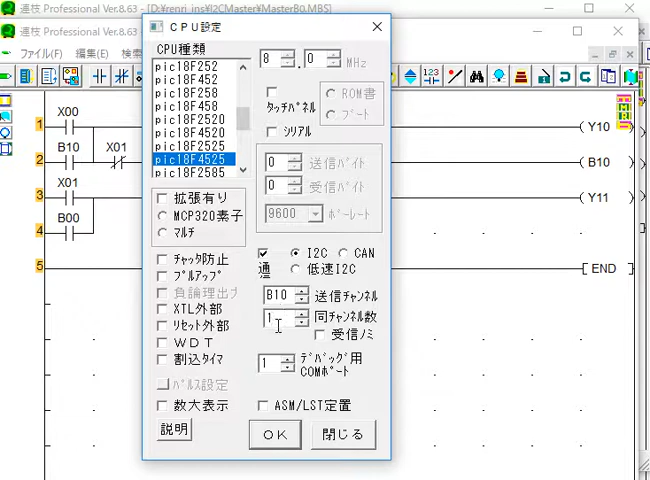 連枝 Professional Ver.8.63 - [D:¥renri_ins¥I2CMaster¥MasterB0.MBS]
連枝 Professional Ver.8.63
ファイル(F) 編集(E) 検索
X00
1
Y10
B10 X01
2
B10
X01
3
Y11
B00
4
5
END
CPU設定
CPU種類
pic18F252
pic18F452
pic18F258
pic18F458
pic18F2520
pic18F4520
pic18F2525
pic18F4525
pic18F2585
拡張有り
MCP320素子
マルチ
チャッタ防止
プルアップ
負論理出力
XTL外部
リセット外部
WDT
割込タイマ
パルス設定
数大表示
説明
8 . 0 MHz
タッチパネル
シリアル
ROM書
ブート
0 送信バイト
0 受信バイト
9600 ボーレート
通 I2C CAN
低速I2C
B10 送信チャンネル
1 同チャンネル数
受信ノミ
1 デバッグ用
COMポート
ASM/LST定置
OK 閉じる